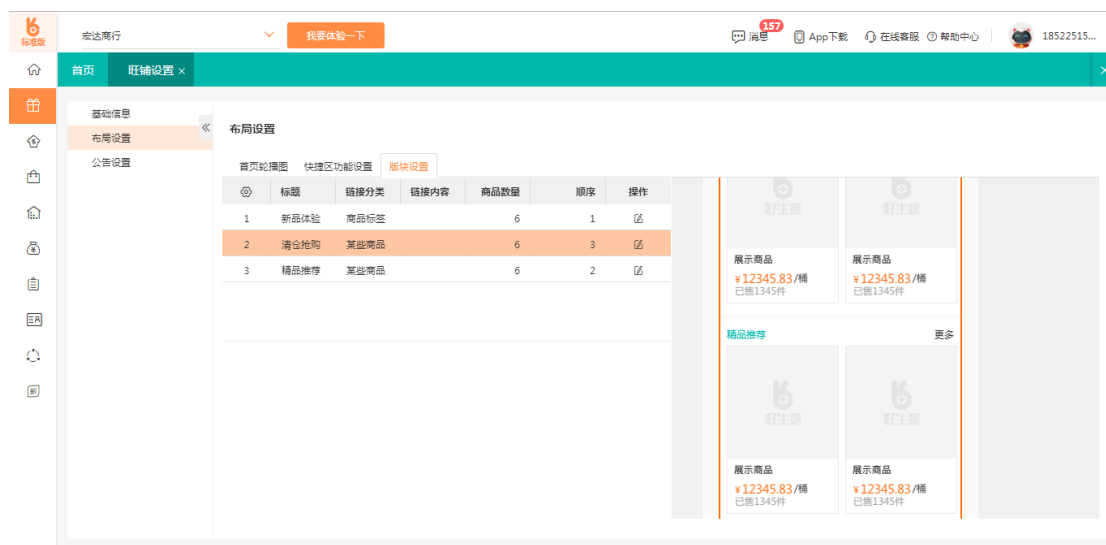 标准版
宏达商行
我要体验一下
157
消息
App下载
在线客服
帮助中心
18522515...
首页
旺铺设置 ×
基础信息
布局设置
公告设置
布局设置
首页轮播图 快捷区功能设置 版块设置
标题 链接分类 链接内容 商品数量 顺序 操作
1 新品体验 商品标签 6 1
2 清仓抢购 某些商品 6 3
3 精品推荐 某些商品 6 2
好生意 好生意
展示商品 展示商品
¥12345.83/桶 ¥12345.83/桶
已售1345件 已售1345件
精品推荐 更多
好生意 好生意
展示商品 展示商品
¥12345.83/桶 ¥12345.83/桶
已售1345件 已售1345件
新